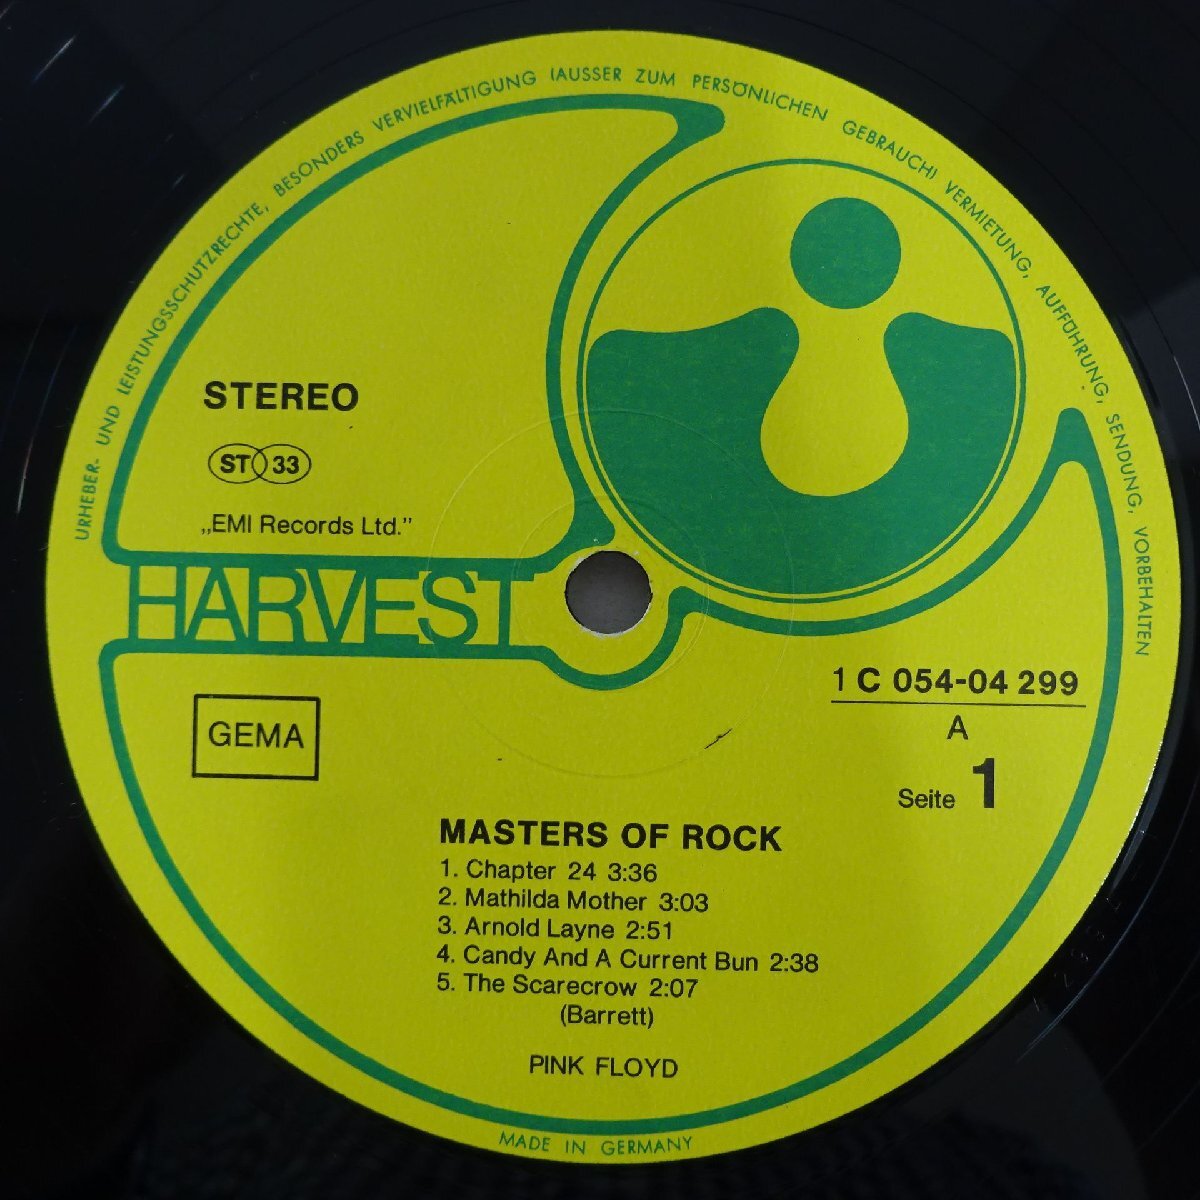 URHEBER- UND LEISTUNGSSCHUTZRECHTE, BESONDERS VERVIELFÄLTIGUNG (AUSSER ZUM PERSÖNLICHEN GEBRAUCH) VERMIETUNG, AUFFÜHRUNG, SENDUNG, VORBEHALTEN
STEREO
ST 33
„EMI Records Ltd.”
HARVEST
GEMA
1 C 054-04 299
A
Seite 1
MASTERS OF ROCK
1. Chapter 24 3:36
2. Mathilda Mother 3:03
3. Arnold Layne 2:51
4. Candy And A Current Bun 2:38
5. The Scarecrow 2:07
(Barrett)
PINK FLOYD
MADE IN GERMANY